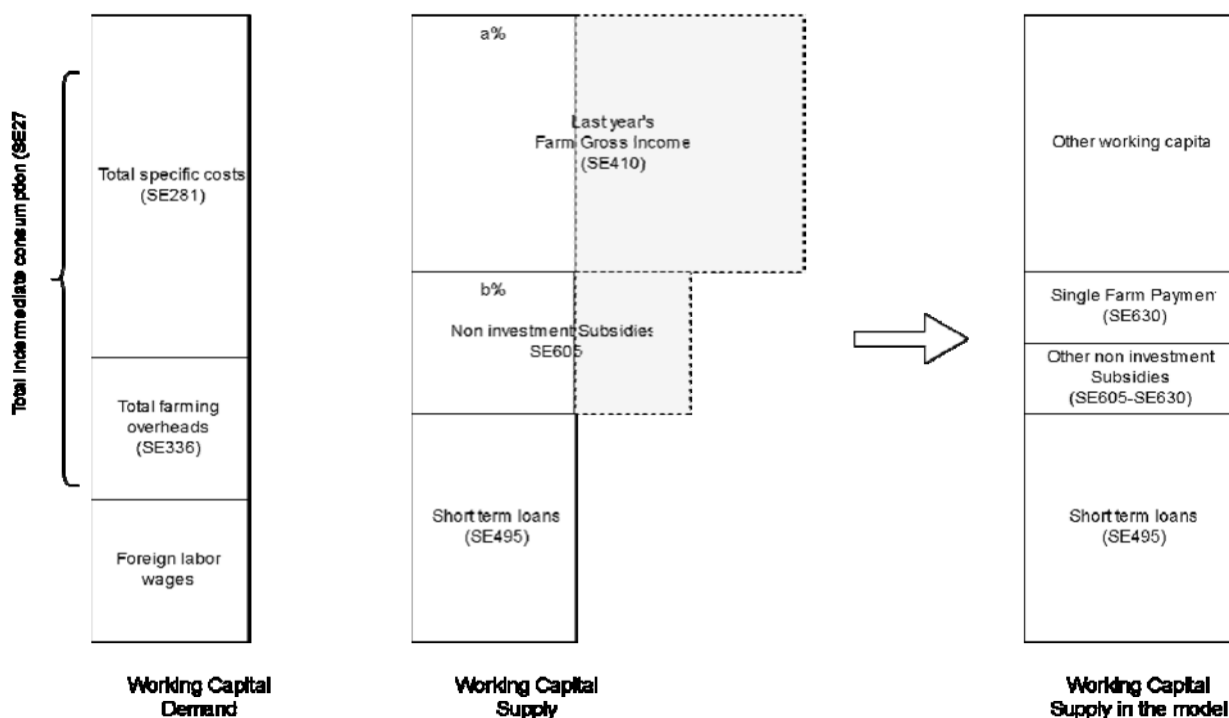 Total indermediate consumption (SE27
Total specific costs
(SE281)
Total farming
overheads
(SE336)
Foreign labor
wages
Working Capital
Demand
a%
Last year's
Farm Gross Income
(SE410)
b%
Non investment Subsidies
SE605
Short term loans
(SE495)
Working Capital
Supply
Other working capita
Single Farm Payment
(SE630)
Other non investment
Subsidies
(SE605-SE630)
Short term loans
(SE495)
Working Capital
Supply in the model